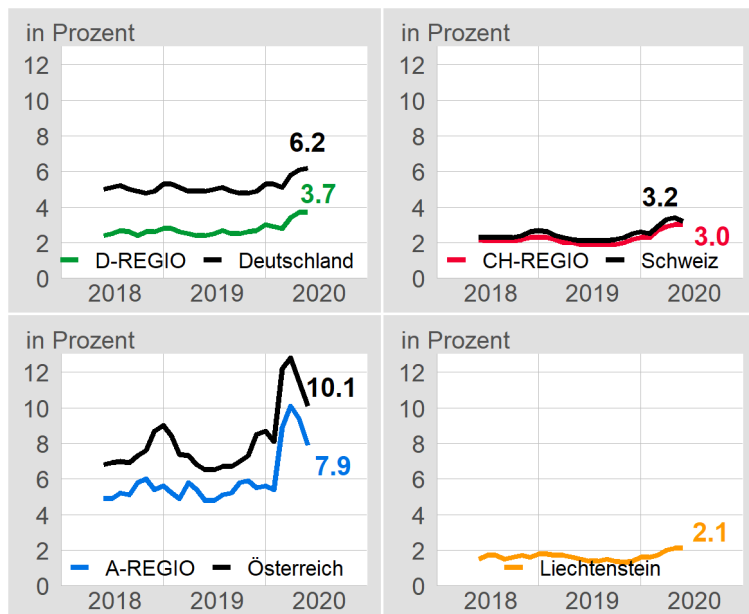 in Prozent
12
10
8
6
4
2
0
6.2
3.7
D-REGIO Deutschland
2018 2019 2020
in Prozent
12
10
8
6
4
2
0
3.2
3.0
CH-REGIO Schweiz
2018 2019 2020
in Prozent
12
10
8
6
4
2
0
10.1
7.9
A-REGIO Österreich
2018 2019 2020
in Prozent
12
10
8
6
4
2
0
2.1
Liechtenstein
2018 2019 2020